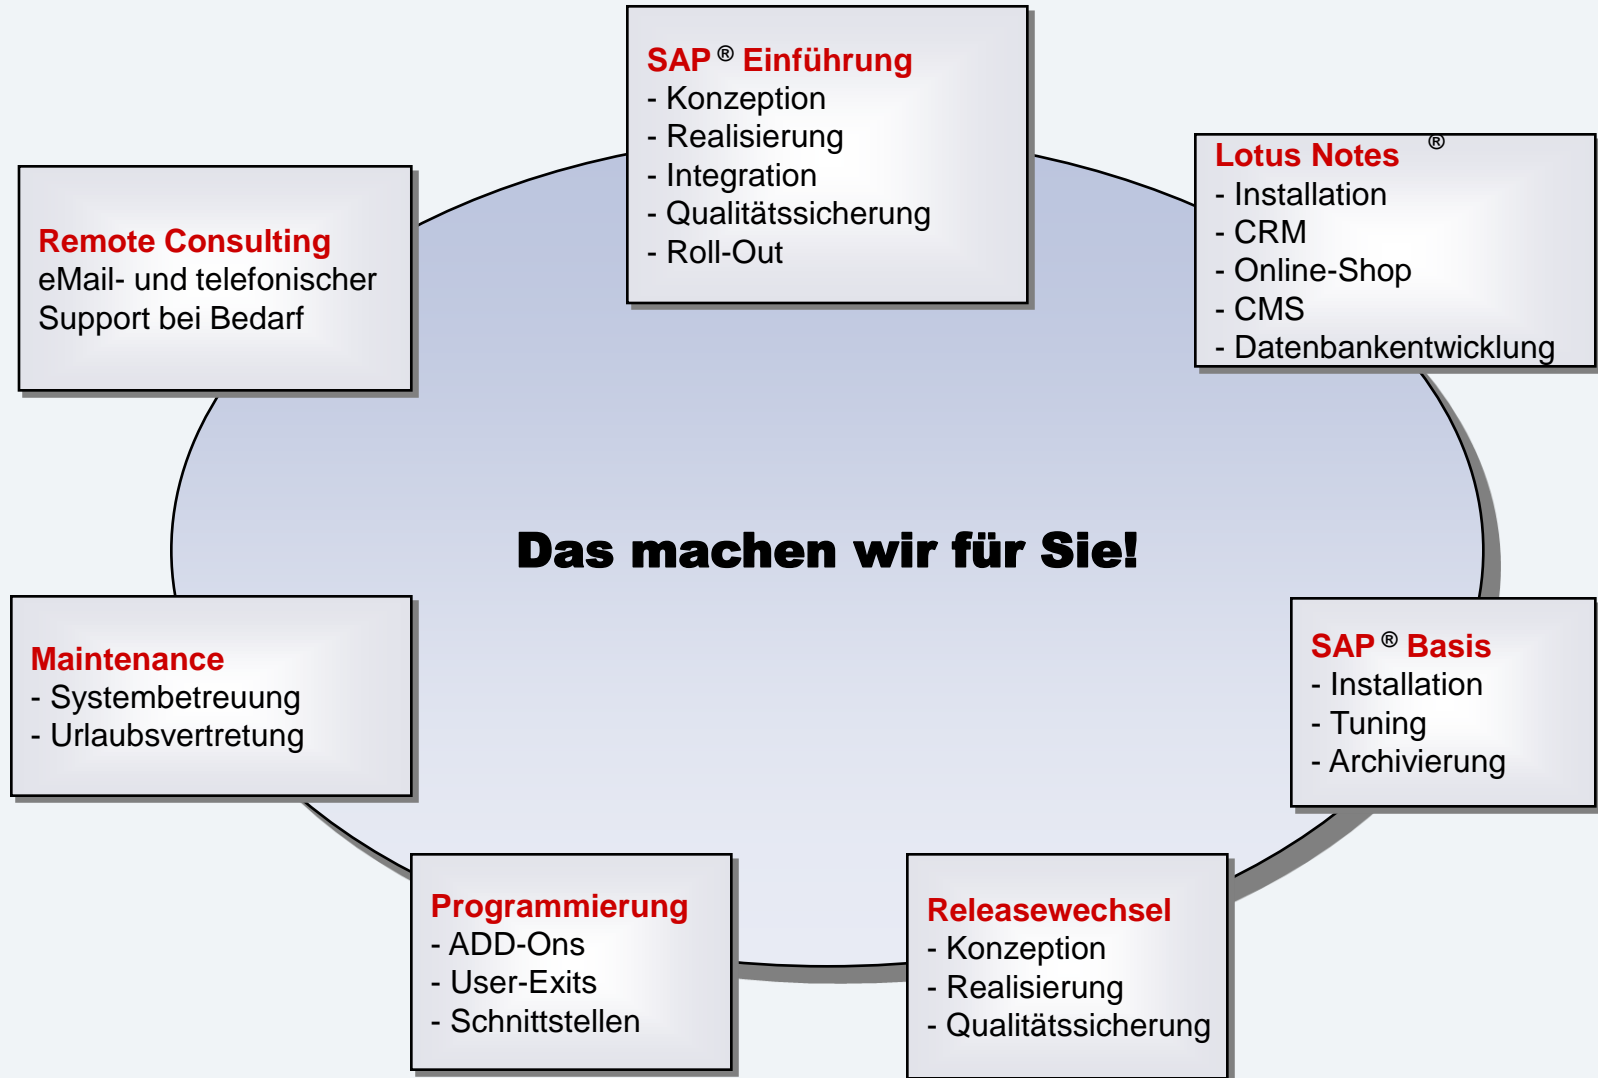 SAP ® Einführung
- Konzeption
- Realisierung
- Integration
- Qualitätssicherung
- Roll-Out
Lotus Notes ®
- Installation
- CRM
- Online-Shop
- CMS
- Datenbankentwicklung
Remote Consulting
eMail- und telefonischer
Support bei Bedarf
Das machen wir für Sie!
Maintenance
- Systembetreuung
- Urlaubsvertretung
SAP ® Basis
- Installation
- Tuning
- Archivierung
Programmierung
- ADD-Ons
- User-Exits
- Schnittstellen
Releasewechsel
- Konzeption
- Realisierung
- Qualitätssicherung